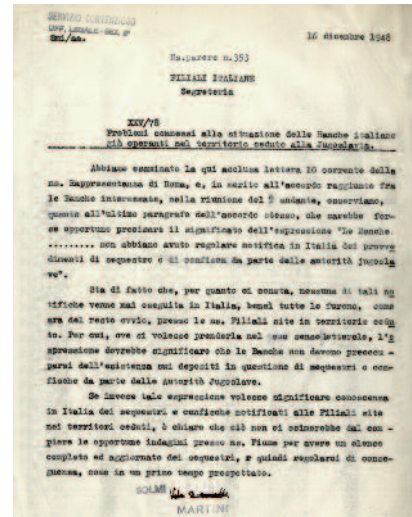 SERVIZIO CONTENZIOSO
UFF. LEGALE - SEZ. 2ª
16 dicembre 1948
Ns.parere n.353
FILIALI ITALIANE
Segreteria
XXV/78
Problemi connessi alla situazione delle Banche italiane
già operanti nel territorio ceduto alla Jugoslavia.
Abbiamo esaminato la qui acclusa lettera 10 corrente della
ns. Rappresentanza di Roma, e, in merito all'accordo raggiunto fra
le Banche interessate, nella riunione del 9 andante, osserviamo,
quanto all'ultimo paragrafo dell'accordo stesso, che sarebbe for-
se opportuno precisare il significato dell'espressione "Le Banche
......... non abbiamo avuto regolare notifica in Italia dei provve
dimenti di sequestro e di confisca da parte delle autorità jugosla
ve".
Sta di fatto che, per quanto ci consta, nessuna di tali no
tifiche venne mai eseguita in Italia, bensì tutte lo furono, come
era del resto ovvio, presso le ns. Filiali site in territorio cedu
to. Per cui, ove si volesse prenderla nel suo senso letterale, l'e
spressione dovrebbe significare che le Banche non devono preoccu-
parsi dell'esistenza sui depositi in questione di sequestri e con-
fische da parte delle Autorità Jugoslave.
Se invece tale espressione volesse significare conoscenza
in Italia dei sequestri e confische notificati alle Filiali site
nei territori ceduti, è chiaro che ciò non ci esimerebbe dal com -
piere le opportune indagini presso ns. Fiume per avere un elenco
completo ed aggiornato dei sequestri, e quindi regolarci di conse-
guenza, come in un primo tempo prospettato.
SOLMI
MARTINI